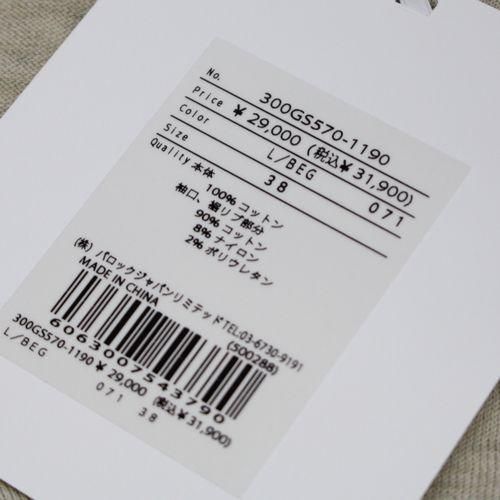 No. 300GS570-1190
Price ¥29,000 (税込¥31,900)
Color L/BEG 071
Size 38
Quality 本体
100% コットン
袖口、裾リブ部分
90% コットン
8% ナイロン
2% ポリウレタン
(株) バロックジャパンリミテッド TEL:03-6730-9191
MADE IN CHINA (500288)
6063007543790
300GS570-1190 ¥29,000 (税込¥31,900)
L/BEG 071 38